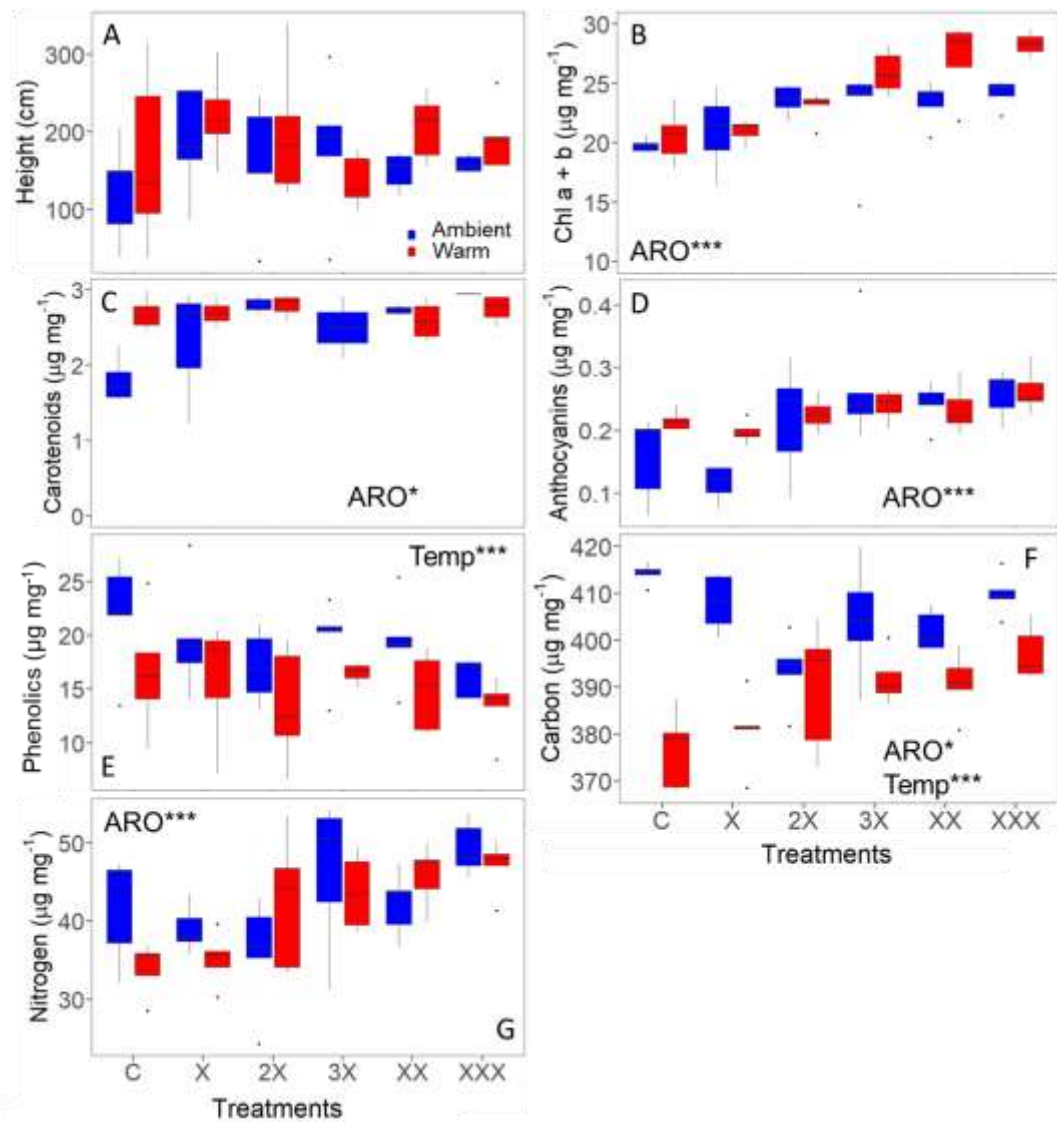 A
Height (cm)
300
200
100
Ambient
Warm
B
Chl a + b (µg mg⁻¹)
30
25
20
15
10
ARO***
C
Carotenoids (µg mg⁻¹)
3
2
1
0
ARO*
D
Anthocyanins (µg mg⁻¹)
0.4
0.3
0.2
0.1
ARO***
E
Phenolics (µg mg⁻¹)
25
20
15
10
Temp***
F
Carbon (µg mg⁻¹)
420
410
400
390
380
370
ARO*
Temp***
C X 2X 3X XX XXX
Treatments
ARO***
Nitrogen (µg mg⁻¹)
50
40
30
G
C X 2X 3X XX XXX
Treatments